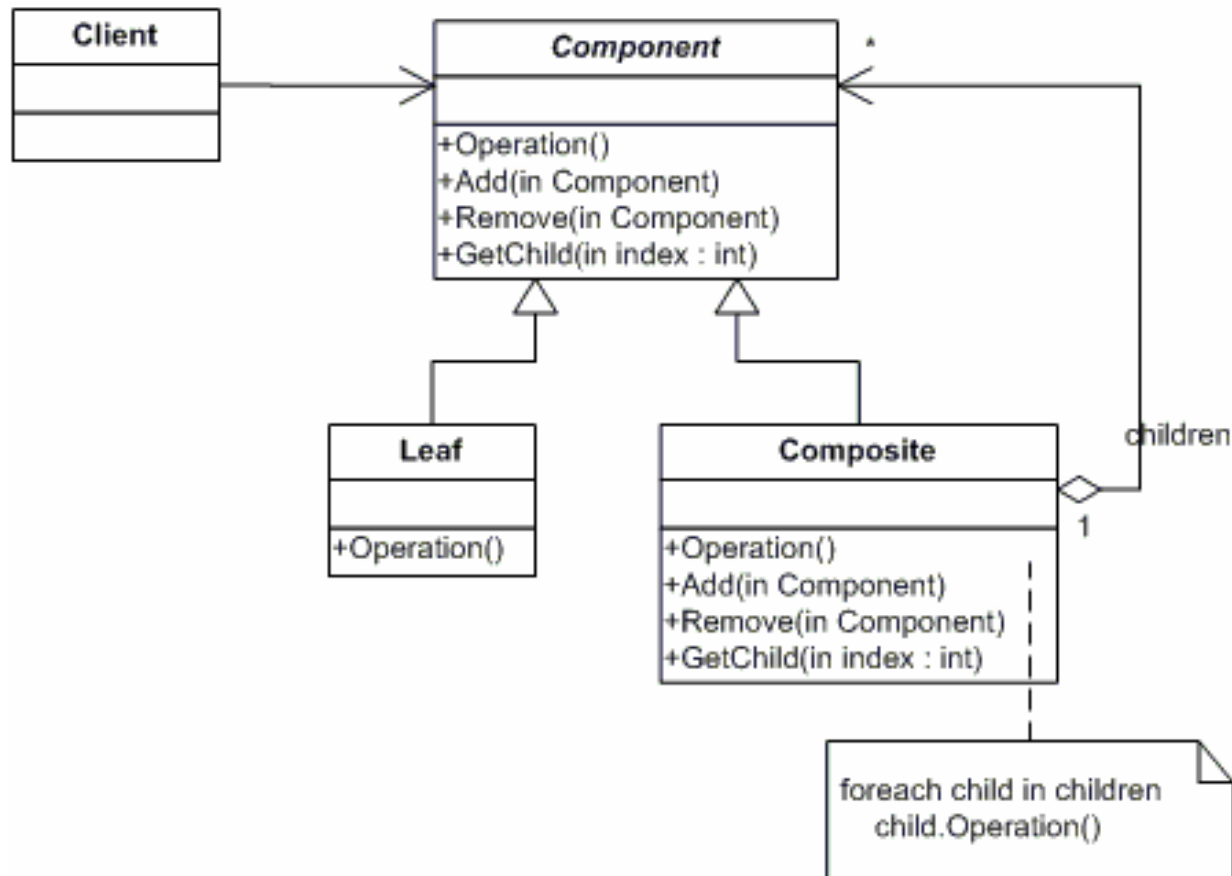 Client
Component
*
+Operation()
+Add(in Component)
+Remove(in Component)
+GetChild(in index : int)
Leaf
+Operation()
Composite
children
1
+Operation()
+Add(in Component)
+Remove(in Component)
+GetChild(in index : int)
foreach child in children
child.Operation()